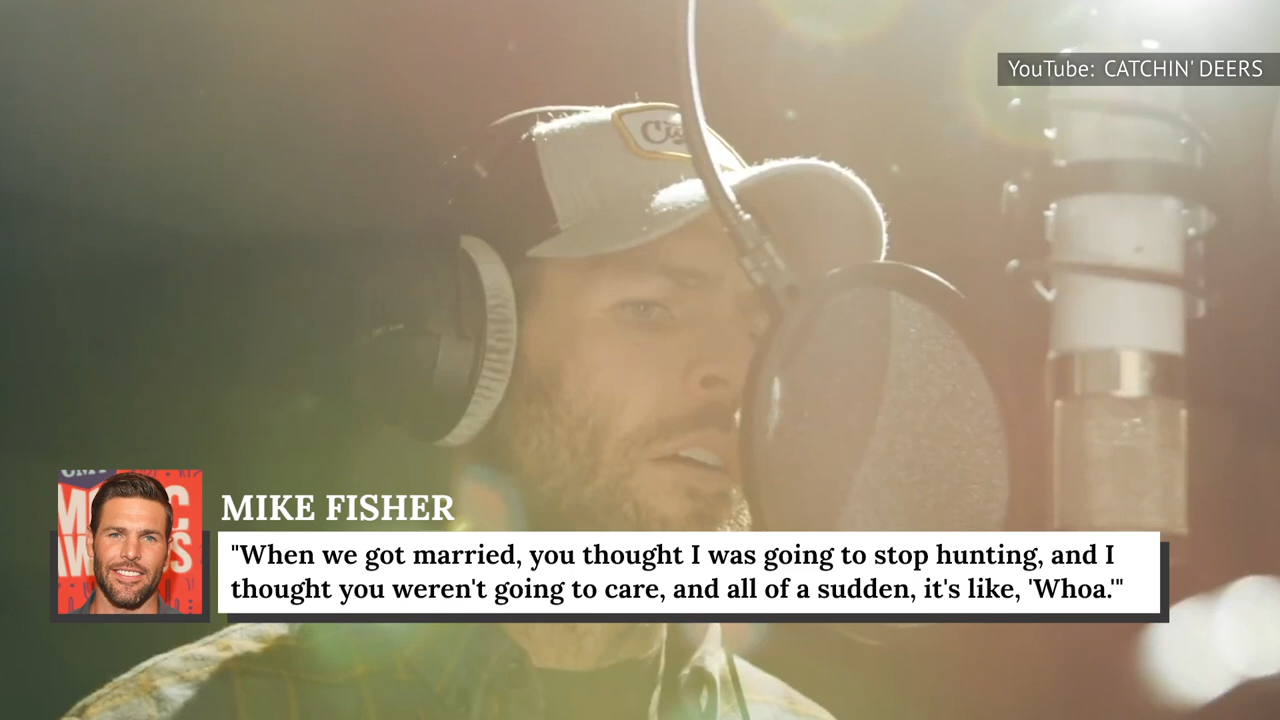 YouTube: CATCHIN' DEERS
MIKE FISHER
"When we got married, you thought I was going to stop hunting, and I
thought you weren't going to care, and all of a sudden, it's like, 'Whoa.'"